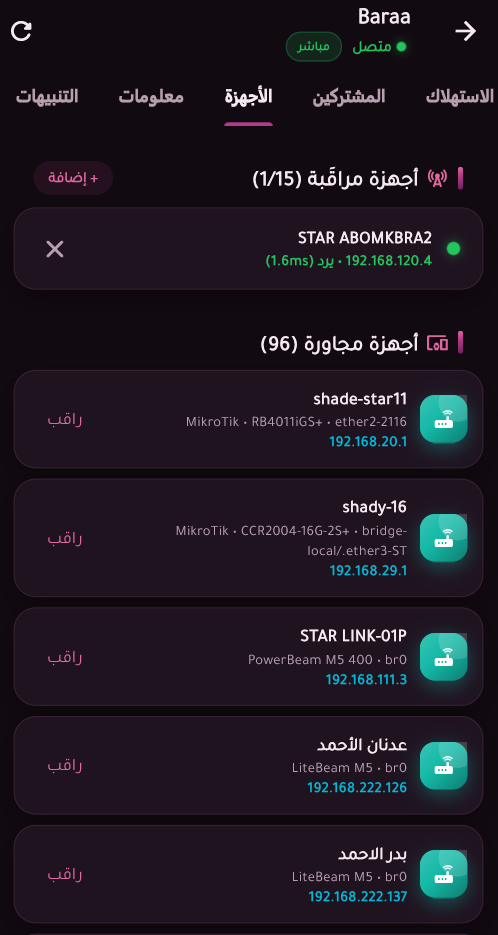 Baraa
متصل
مباشر
الاستهلاك
المشتركين
الأجهزة
معلومات
التنبيهات
أجهزة مراقَبة (1/15)
+ إضافة
STAR ABOMKBRA2
192.168.120.4 • يرد (1.6ms)
أجهزة مجاورة (96)
shade-star11
MikroTik • RB4011iGS+ • ether2-2116
192.168.20.1
راقب
shady-16
MikroTik • CCR2004-16G-2S+ • bridge-
local/.ether3-ST
192.168.29.1
راقب
STAR LINK-01P
PowerBeam M5 400 • br0
192.168.111.3
راقب
عدنان الأحمد
LiteBeam M5 • br0
192.168.222.126
راقب
بدر الاحمد
LiteBeam M5 • br0
192.168.222.137
راقب